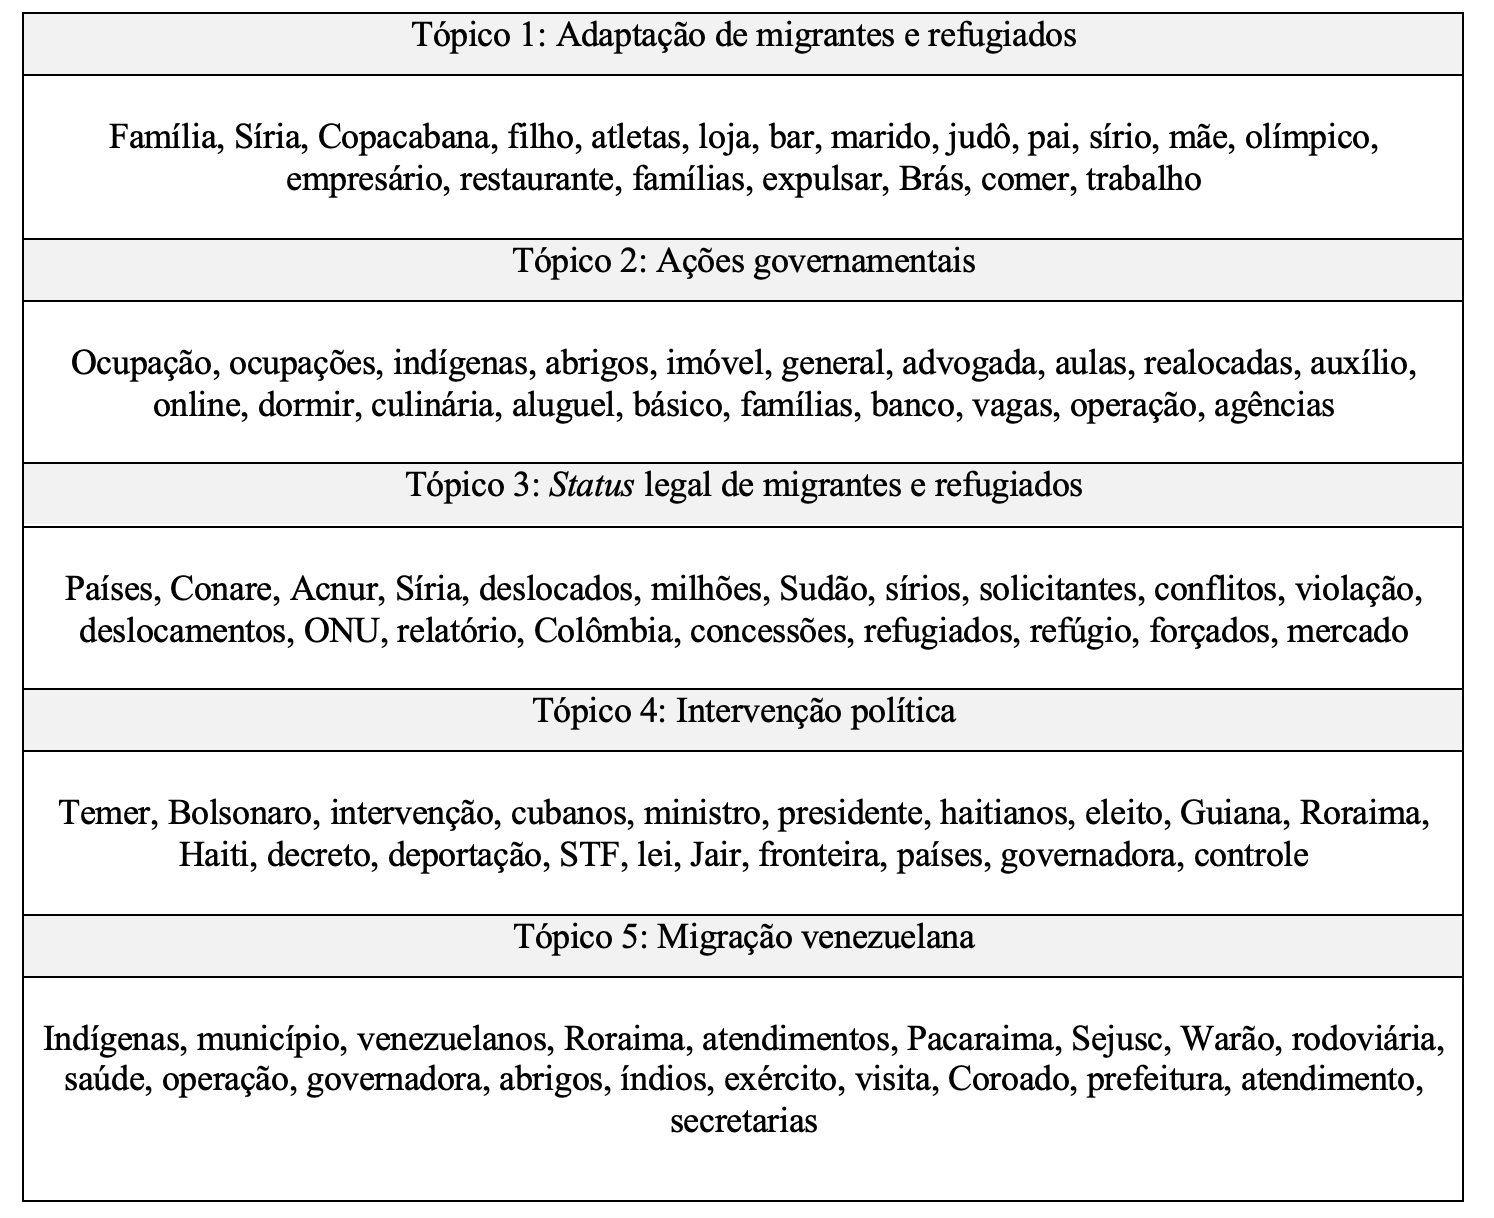 Tópico 1: Adaptação de migrantes e refugiados
Família, Síria, Copacabana, filho, atletas, loja, bar, marido, judô, pai, sírio, mãe, olímpico,
empresário, restaurante, famílias, expulsar, Brás, comer, trabalho
Tópico 2: Ações governamentais
Ocupação, ocupações, indígenas, abrigos, imóvel, general, advogada, aulas, realocadas, auxílio,
online, dormir, culinária, aluguel, básico, famílias, banco, vagas, operação, agências
Tópico 3: Status legal de migrantes e refugiados
Países, Conare, Acnur, Síria, deslocados, milhões, Sudão, sírios, solicitantes, conflitos, violação,
deslocamentos, ONU, relatório, Colômbia, concessões, refugiados, refúgio, forçados, mercado
Tópico 4: Intervenção política
Temer, Bolsonaro, intervenção, cubanos, ministro, presidente, haitianos, eleito, Guiana, Roraima,
Haiti, decreto, deportação, STF, lei, Jair, fronteira, países, governadora, controle
Tópico 5: Migração venezuelana
Indígenas, município, venezuelanos, Roraima, atendimentos, Pacaraima, Sejusc, Warão, rodoviária,
saúde, operação, governadora, abrigos, índios, exército, visita, Coroado, prefeitura, atendimento,
secretarias